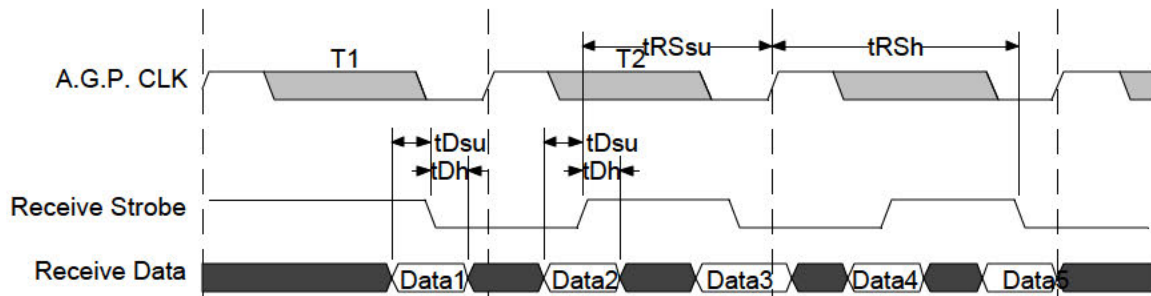 T1
tRSsu
tRSh
T2
A.G.P. CLK
tDsu
tDsu
tDh
tDh
Receive Strobe
Receive Data
Data1
Data2
Data3
Data4
Data5